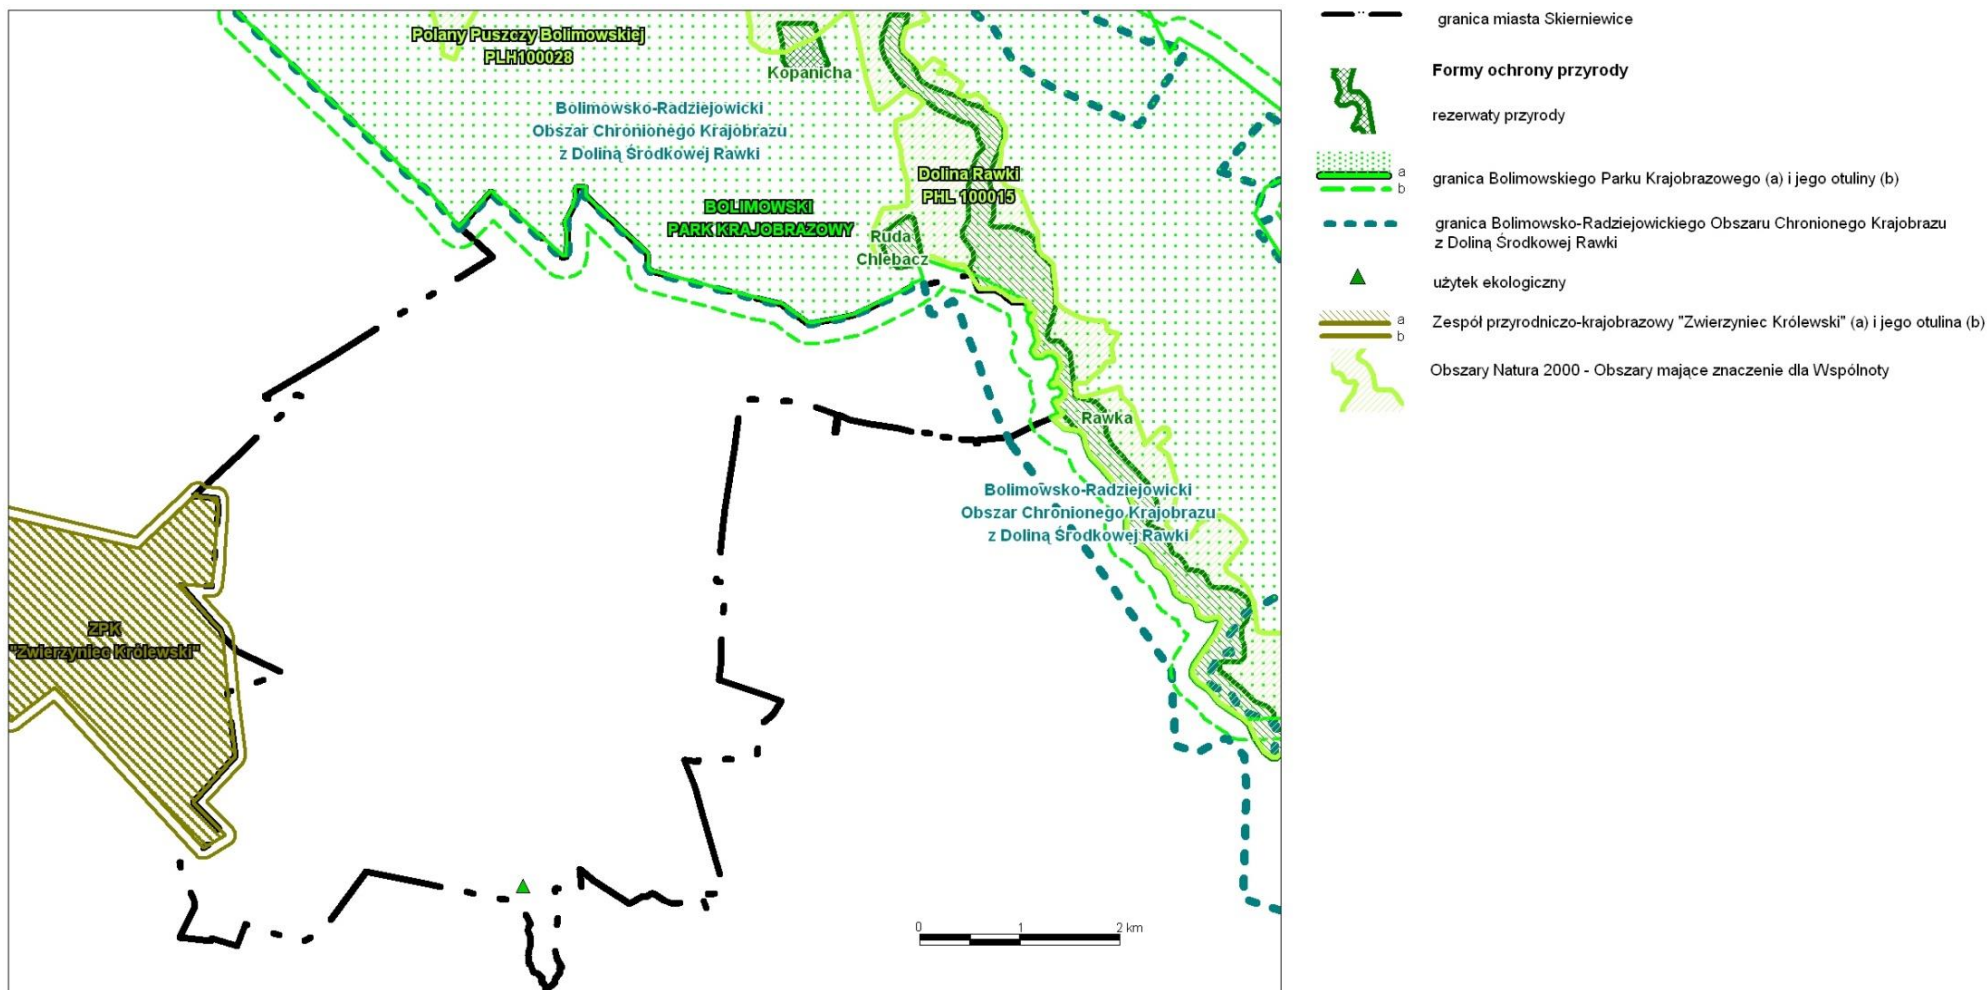 Polany Puszczy Bolimowskiej
PLH100028
Kopanicha
Bolimowsko-Radziejowicki
Obszar Chronionego Krajobrazu
z Doliną Środkowej Rawki
Dolina Rawki
PHL 100015
BOLIMOWSKI
PARK KRAJOBRAZOWY
Ruda
Chlebacz
Rawka
Bolimowsko-Radziejowicki
Obszar Chronionego Krajobrazu
z Doliną Środkowej Rawki
ZPK
"Zwierzyniec Królewski"
0 1 2 km
granica miasta Skierniewice
Formy ochrony przyrody
rezerwaty przyrody
a
b
granica Bolimowskiego Parku Krajobrazowego (a) i jego otuliny (b)
granica Bolimowsko-Radziejowickiego Obszaru Chronionego Krajobrazu
z Doliną Środkowej Rawki
użytek ekologiczny
a
b
Zespół przyrodniczo-krajobrazowy "Zwierzyniec Królewski" (a) i jego otulina (b)
Obszary Natura 2000 - Obszary mające znaczenie dla Wspólnoty